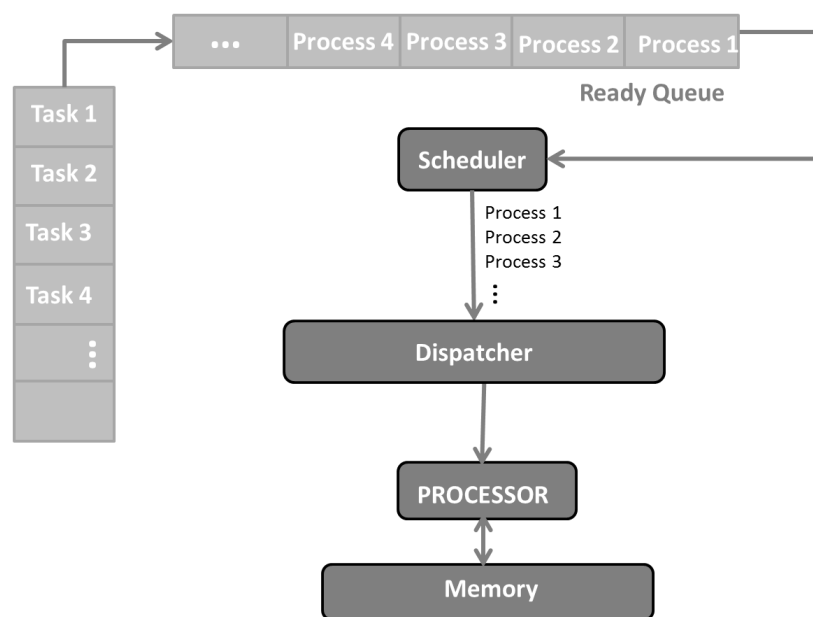 ... Process 4 Process 3 Process 2 Process 1
Ready Queue
Task 1
Task 2
Task 3
Task 4
⋮
Scheduler
Process 1
Process 2
Process 3
⋮
Dispatcher
PROCESSOR
Memory